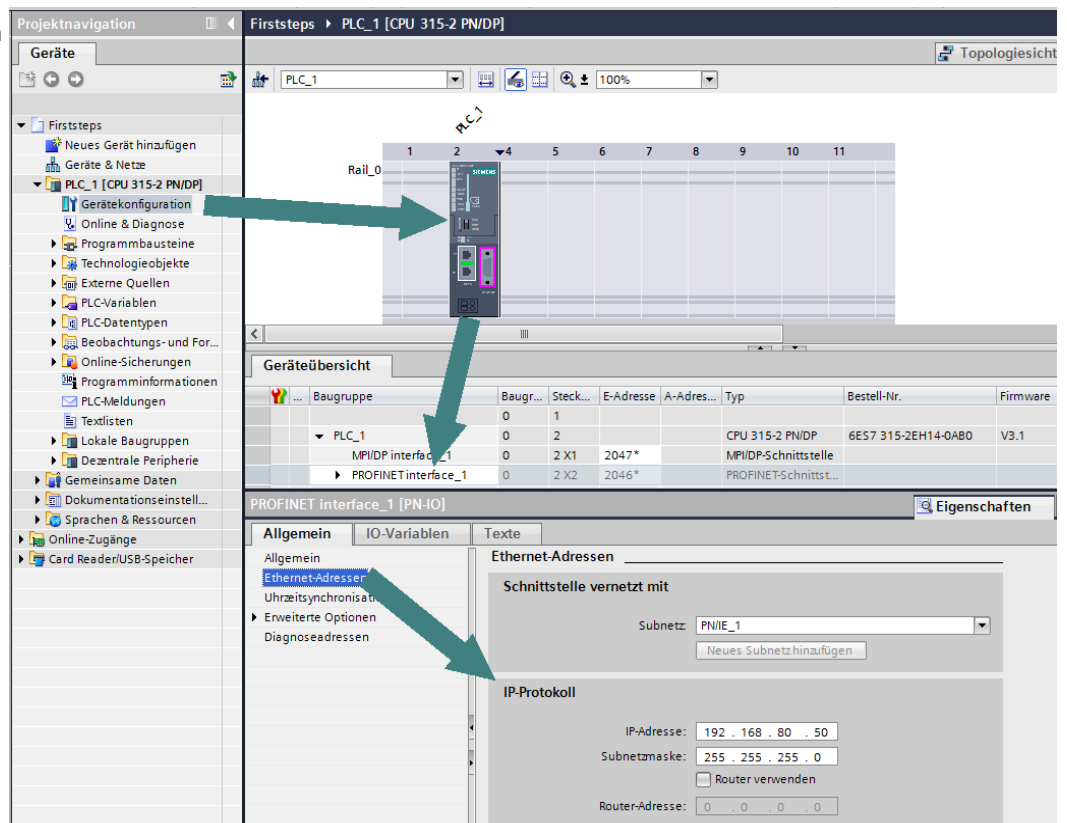 Projektnavigation
Geräte
Firststeps
Neues Gerät hinzufügen
Geräte & Netze
PLC_1 [CPU 315-2 PN/DP]
Gerätekonfiguration
Online & Diagnose
Programmbausteine
Technologieobjekte
Externe Quellen
PLC-Variablen
PLC-Datentypen
Beobachtungs- und For...
Online-Sicherungen
Programminformationen
PLC-Meldungen
Textlisten
Lokale Baugruppen
Dezentrale Peripherie
Gemeinsame Daten
Dokumentationseinstell...
Sprachen & Ressourcen
Online-Zugänge
Card Reader/USB-Speicher
Firststeps PLC_1 [CPU 315-2 PN/DP]
Topologiesicht
PLC_1 100%
PLC_1
1 2 4 5 6 7 8 9 10 11
Rail_0
SIEMENS
Geräteübersicht
... Baugruppe Baugr... Steck... E-Adresse A-Adres... Typ Bestell-Nr. Firmware
0 1
PLC_1 0 2 CPU 315-2 PN/DP 6ES7 315-2EH14-0AB0 V3.1
MPI/DP 0 2 X1 2047* MPI/DP-Schnittstelle
PROFINET interface_1 0 2 X2 2046* PROFINET-Schnittst...
PROFINET interface_1 [PN-IO] Eigenschaften
Allgemein IO-Variablen Texte
Allgemein
Ethernet-Adressen
Uhrzeitsynchronisat
Erweiterte Optionen
Diagnoseadressen
Ethernet-Adressen
Schnittstelle vernetzt mit
Subnetz: PN/IE_1
Neues Subnetz hinzufügen
IP-Protokoll
IP-Adresse: 192 . 168 . 80 . 50
Subnetzmaske: 255 . 255 . 255 . 0
Router verwenden
Router-Adresse: 0 . 0 . 0 . 0